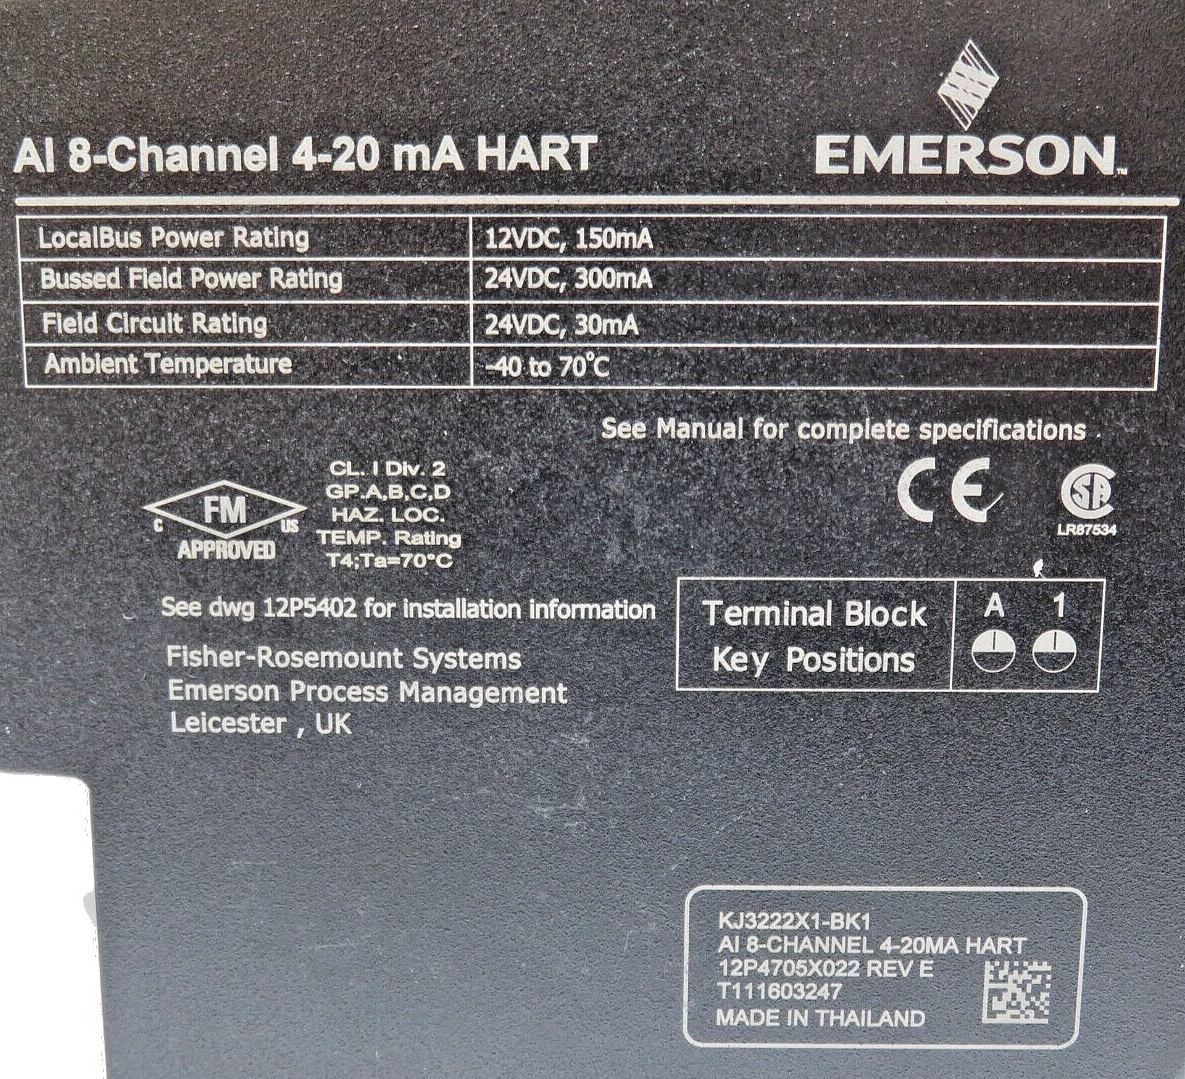 AI 8-Channel 4-20 mA HART
EMERSON™
LocalBus Power Rating 12VDC, 150mA
Bussed Field Power Rating 24VDC, 300mA
Field Circuit Rating 24VDC, 30mA
Ambient Temperature -40 to 70°C
See Manual for complete specifications
C FM US
APPROVED
CL. I Div. 2
GP.A,B,C,D
HAZ. LOC.
TEMP. Rating
T4;Ta=70°C
CE
SA
LR87534
See dwg 12P5402 for installation information
Fisher-Rosemount Systems
Emerson Process Management
Leicester , UK
Terminal Block
Key Positions
A 1
KJ3222X1-BK1
AI 8-CHANNEL 4-20MA HART
12P4705X022 REV E
T111603247
MADE IN THAILAND